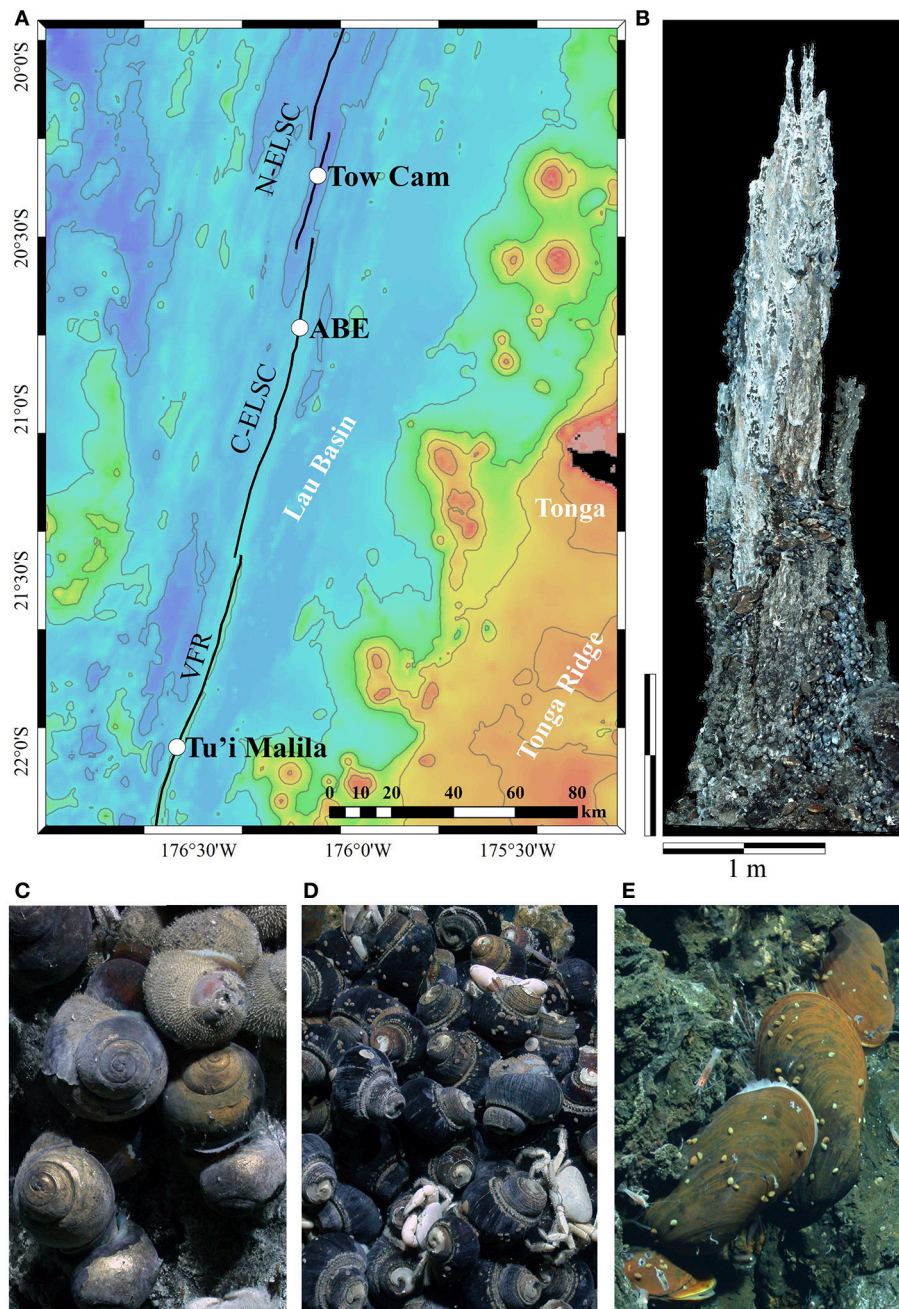 A
B
20°0'S
20°30'S
21°0'S
21°30'S
22°0'S
N-ELSC
Tow Cam
ABE
C-ELSC
Lau Basin
Tonga
VFR
Tonga Ridge
Tu'i Malila
0 10 20 40 60 80
km
176°30'W
176°0'W
175°30'W
1 m
C
D
E